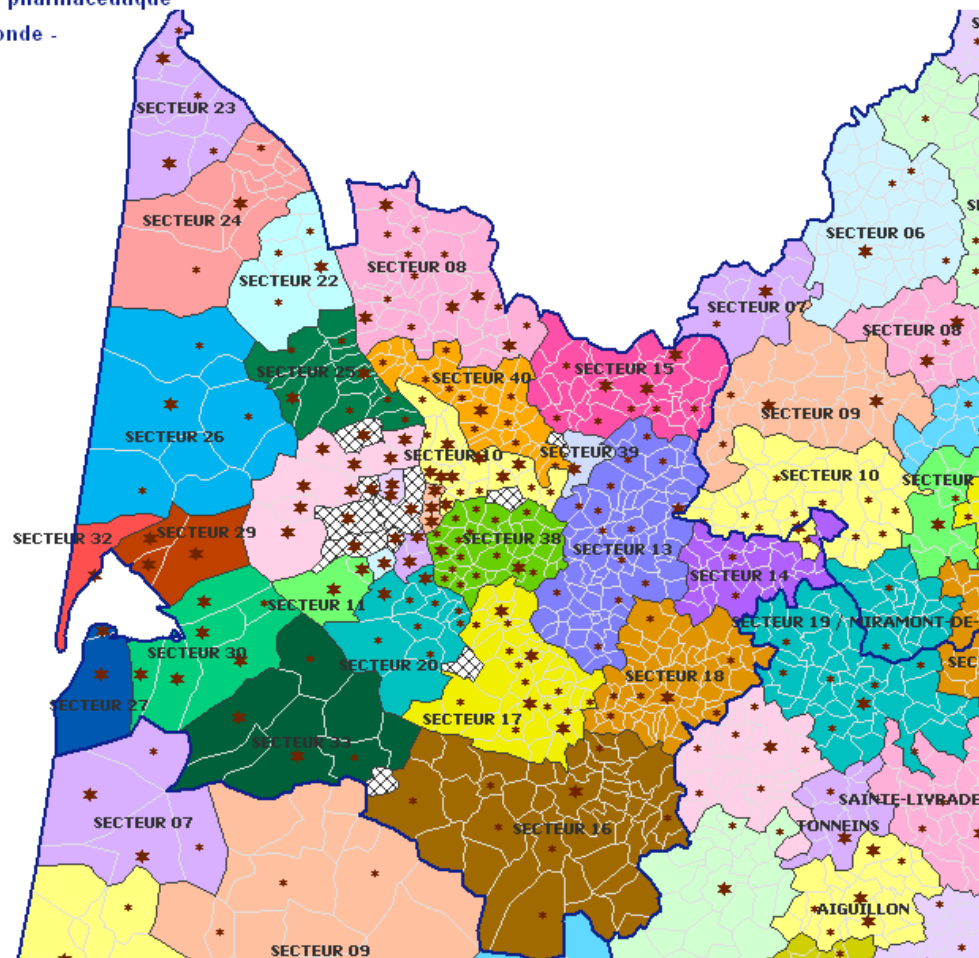 pharmaceutique
onde -
SECTEUR 23
SECTEUR 24
SECTEUR 06
SECTEUR 08
SECTEUR 22
SECTEUR 07
SECTEUR 08
SECTEUR 25
SECTEUR 15
SECTEUR 40
SECTEUR 09
SECTEUR 26
SECTEUR 10
SECTEUR 39
SECTEUR 10
SECTEUR
SECTEUR 32
SECTEUR 29
SECTEUR 38
SECTEUR 13
SECTEUR 14
SECTEUR 11
SECTEUR 19 / MIRAMONT-DE-
SECTEUR 30
SECTEUR 20
SECTEUR 18
SEC
SECTEUR 27
SECTEUR 17
SECTEUR 33
SAINTE-LIVRADE
SECTEUR 07
SECTEUR 16
TONNEINS
AIGUILLON
SECTEUR 09